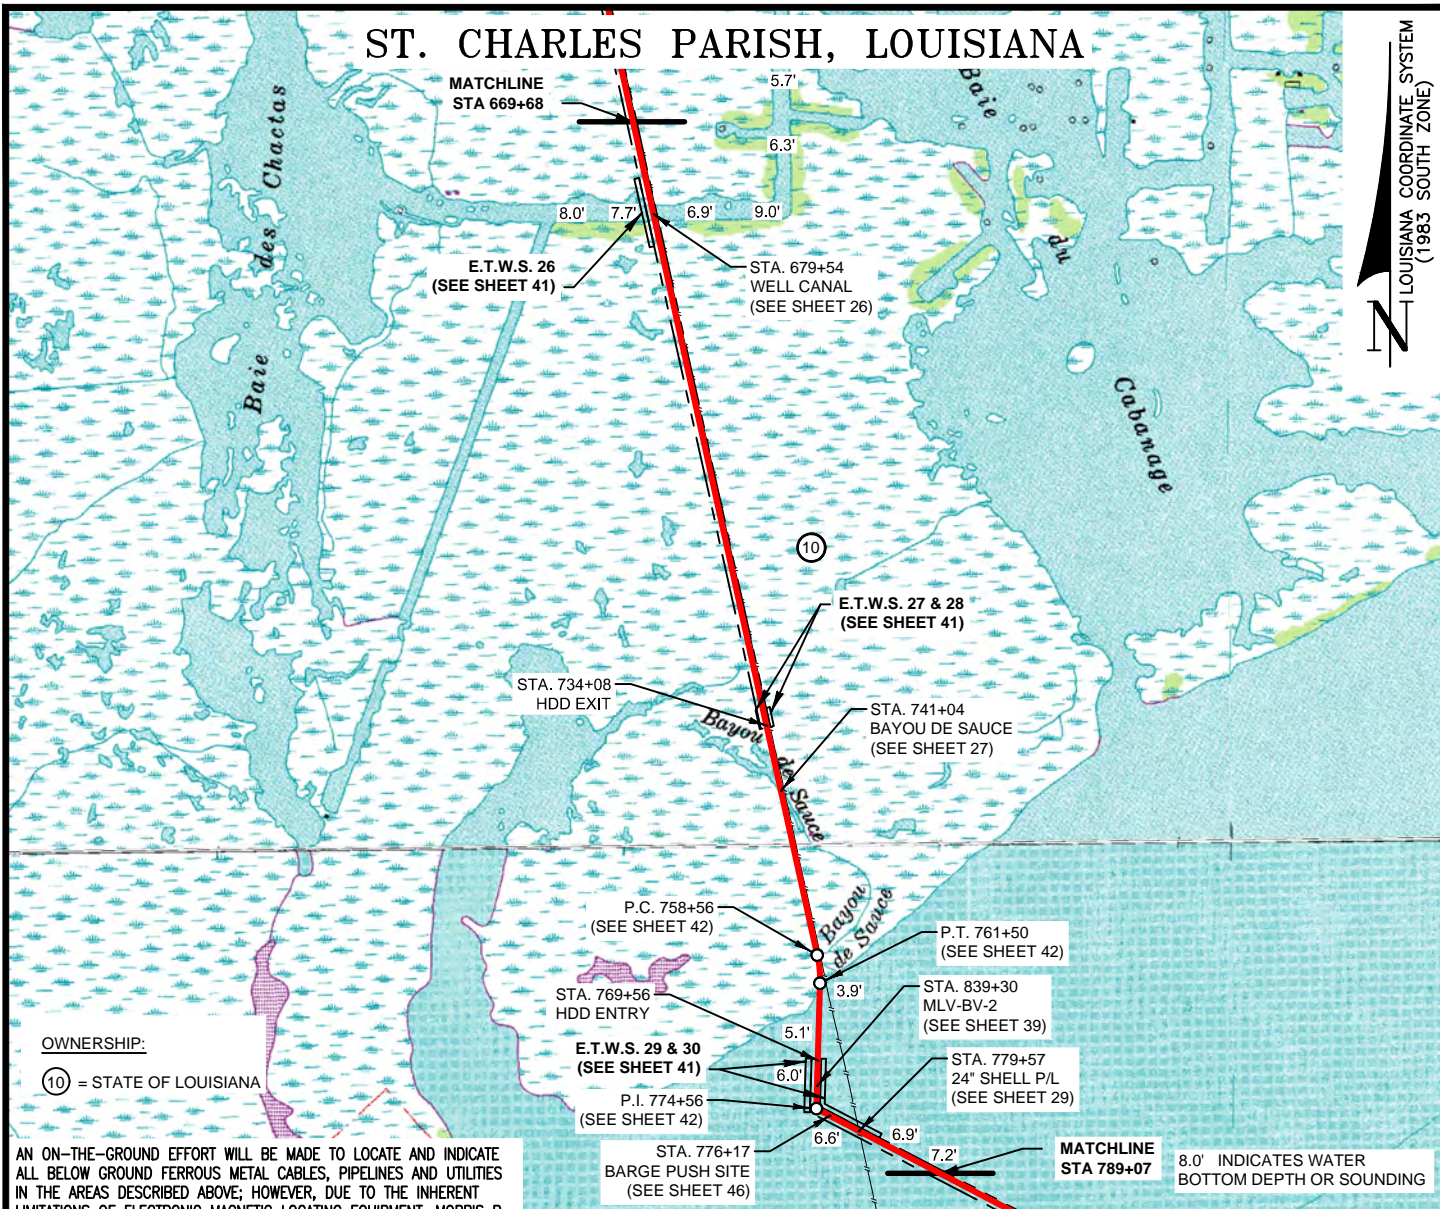 ST. CHARLES PARISH, LOUISIANA
MATCHLINE
STA 669+68
5.7'
6.3'
8.0'
7.7'
6.9'
9.0'
LOUISIANA COORDINATE SYSTEM
(1983 SOUTH ZONE)
N
Baie
des Chactas
Baie
du
Cabanage
E.T.W.S. 26
(SEE SHEET 41)
STA. 679+54
WELL CANAL
(SEE SHEET 26)
10
E.T.W.S. 27 & 28
(SEE SHEET 41)
STA. 734+08
HDD EXIT
Bayou
de Sauce
STA. 741+04
BAYOU DE SAUCE
(SEE SHEET 27)
P.C. 758+56
(SEE SHEET 42)
Bayou
de Sauce
P.T. 761+50
(SEE SHEET 42)
3.9'
STA. 769+56
HDD ENTRY
STA. 839+30
MLV-BV-2
(SEE SHEET 39)
5.1'
E.T.W.S. 29 & 30
(SEE SHEET 41)
6.0'
STA. 779+57
24" SHELL P/L
(SEE SHEET 29)
P.I. 774+56
(SEE SHEET 42)
6.6'
6.9'
7.2'
STA. 776+17
BARGE PUSH SITE
(SEE SHEET 46)
MATCHLINE
STA 789+07
8.0' INDICATES WATER
BOTTOM DEPTH OR SOUNDING
OWNERSHIP:
10 = STATE OF LOUISIANA
AN ON-THE-GROUND EFFORT WILL BE MADE TO LOCATE AND INDICATE
ALL BELOW GROUND FERROUS METAL CABLES, PIPELINES AND UTILITIES
IN THE AREAS DESCRIBED ABOVE; HOWEVER, DUE TO THE INHERENT
LIMITATIONS OF ELECTRONIC MAGNETIC LOCATING EQUIPMENT, MORRIS P.